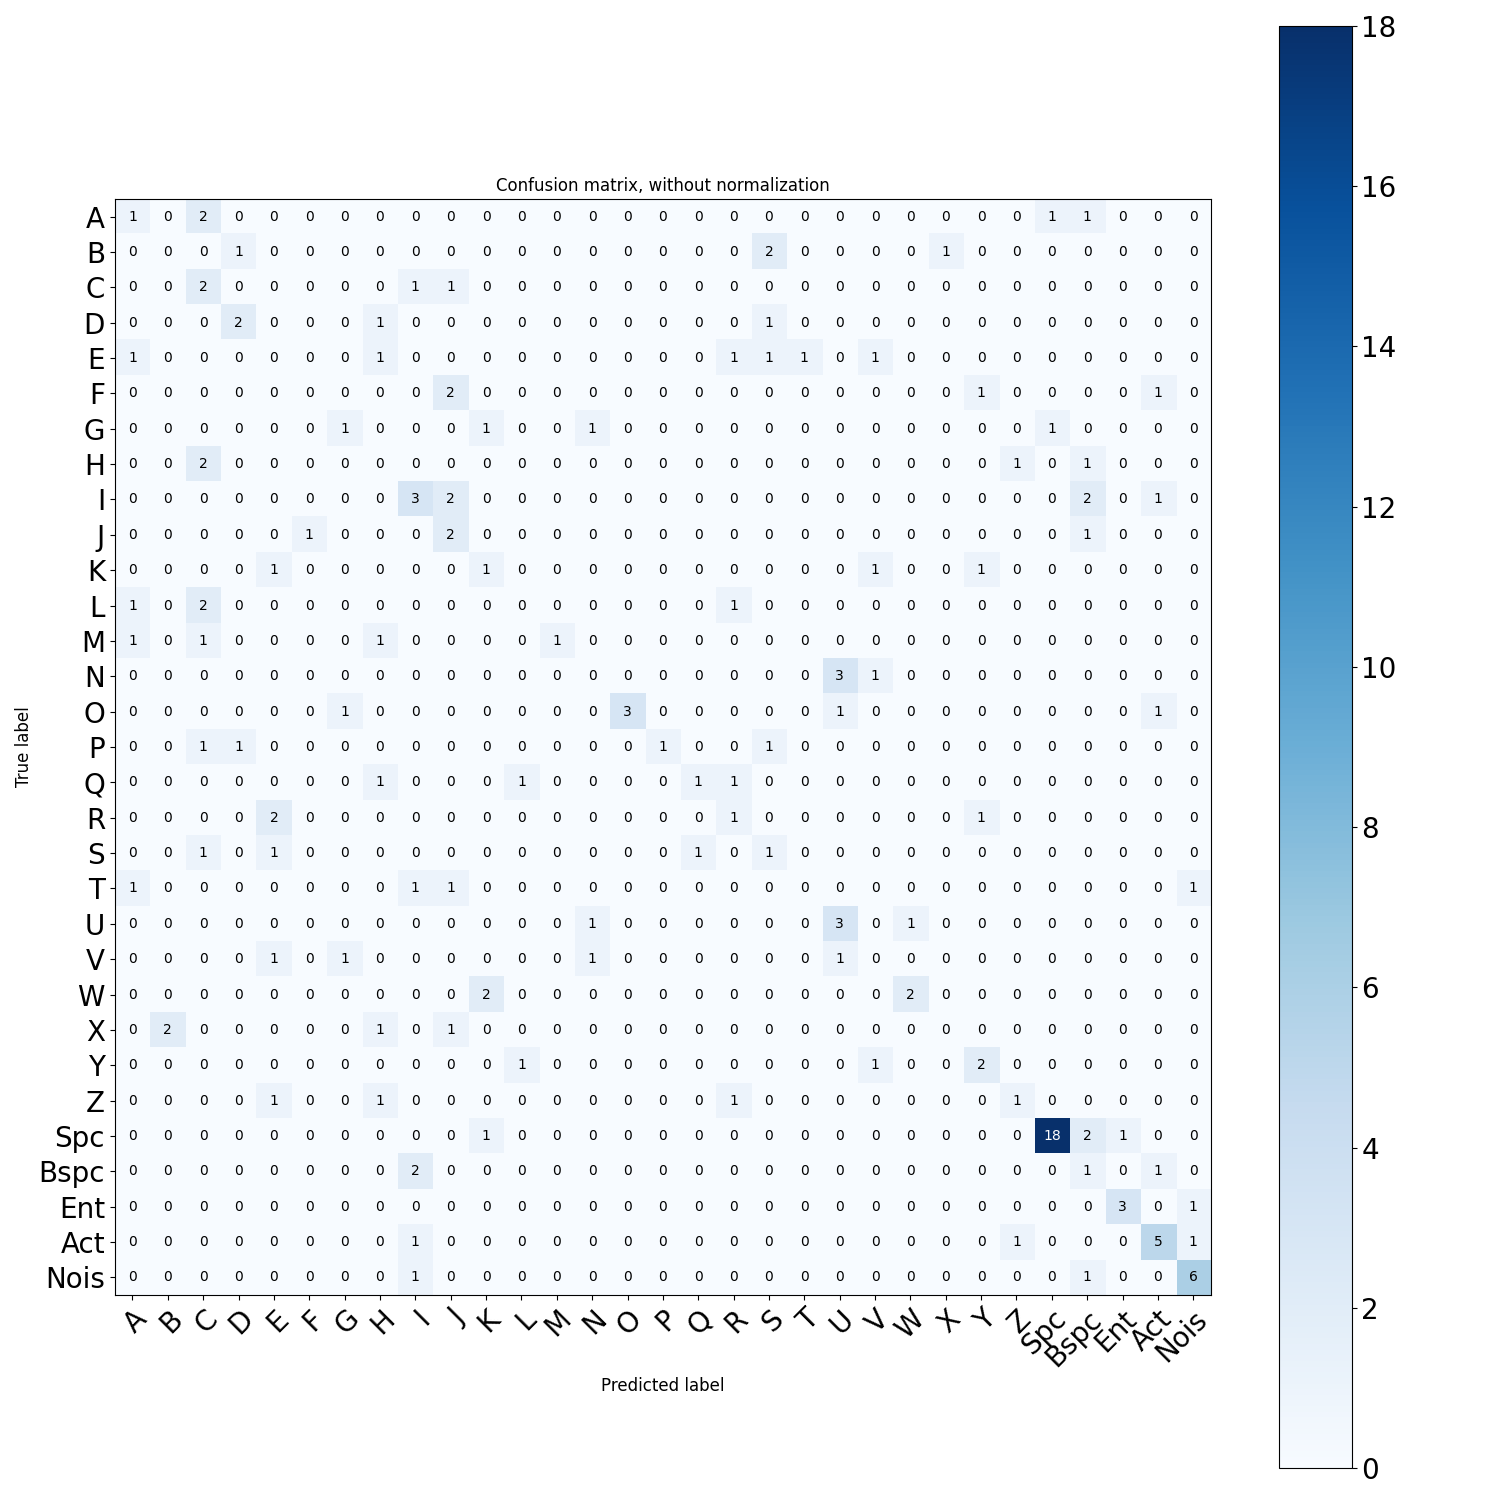 Confusion matrix, without normalization
A 1 0 2 0 0 0 0 0 0 0 0 0 0 0 0 0 0 0 0 0 0 0 0 0 0 0 1 1 0 0 0
B 0 0 0 1 0 0 0 0 0 0 0 0 0 0 0 0 0 0 2 0 0 0 0 1 0 0 0 0 0 0 0
C 0 0 2 0 0 0 0 0 1 1 0 0 0 0 0 0 0 0 0 0 0 0 0 0 0 0 0 0 0 0 0
D 0 0 0 2 0 0 0 1 0 0 0 0 0 0 0 0 0 0 1 0 0 0 0 0 0 0 0 0 0 0 0
E 1 0 0 0 0 0 0 1 0 0 0 0 0 0 0 0 0 1 1 1 0 1 0 0 0 0 0 0 0 0 0
F 0 0 0 0 0 0 0 0 0 2 0 0 0 0 0 0 0 0 0 0 0 0 0 0 1 0 0 0 0 1 0
G 0 0 0 0 0 0 1 0 0 0 1 0 0 1 0 0 0 0 0 0 0 0 0 0 0 0 1 0 0 0 0
H 0 0 2 0 0 0 0 0 0 0 0 0 0 0 0 0 0 0 0 0 0 0 0 0 0 1 0 1 0 0 0
I 0 0 0 0 0 0 0 0 3 2 0 0 0 0 0 0 0 0 0 0 0 0 0 0 0 0 0 2 0 1 0
J 0 0 0 0 0 1 0 0 0 2 0 0 0 0 0 0 0 0 0 0 0 0 0 0 0 0 0 1 0 0 0
K 0 0 0 0 1 0 0 0 0 0 1 0 0 0 0 0 0 0 0 0 0 1 0 0 1 0 0 0 0 0 0
L 1 0 2 0 0 0 0 0 0 0 0 0 0 0 0 0 0 1 0 0 0 0 0 0 0 0 0 0 0 0 0
M 1 0 1 0 0 0 0 1 0 0 0 0 1 0 0 0 0 0 0 0 0 0 0 0 0 0 0 0 0 0 0
N 0 0 0 0 0 0 0 0 0 0 0 0 0 0 0 0 0 0 0 0 3 1 0 0 0 0 0 0 0 0 0
O 0 0 0 0 0 0 1 0 0 0 0 0 0 0 3 0 0 0 0 0 1 0 0 0 0 0 0 0 0 1 0
P 0 0 1 1 0 0 0 0 0 0 0 0 0 0 0 1 0 0 1 0 0 0 0 0 0 0 0 0 0 0 0
Q 0 0 0 0 0 0 0 1 0 0 0 1 0 0 0 0 1 1 0 0 0 0 0 0 0 0 0 0 0 0 0
R 0 0 0 0 2 0 0 0 0 0 0 0 0 0 0 0 0 1 0 0 0 0 0 0 1 0 0 0 0 0 0
S 0 0 1 0 1 0 0 0 0 0 0 0 0 0 0 0 1 0 1 0 0 0 0 0 0 0 0 0 0 0 0
T 1 0 0 0 0 0 0 0 1 1 0 0 0 0 0 0 0 0 0 0 0 0 0 0 0 0 0 0 0 0 1
U 0 0 0 0 0 0 0 0 0 0 0 0 0 1 0 0 0 0 0 0 3 0 1 0 0 0 0 0 0 0 0
V 0 0 0 0 1 0 1 0 0 0 0 0 0 1 0 0 0 0 0 0 1 0 0 0 0 0 0 0 0 0 0
W 0 0 0 0 0 0 0 0 0 0 2 0 0 0 0 0 0 0 0 0 0 0 2 0 0 0 0 0 0 0 0
X 0 2 0 0 0 0 0 1 0 1 0 0 0 0 0 0 0 0 0 0 0 0 0 0 0 0 0 0 0 0 0
Y 0 0 0 0 0 0 0 0 0 0 0 1 0 0 0 0 0 0 0 0 0 1 0 0 2 0 0 0 0 0 0
Z 0 0 0 0 1 0 0 1 0 0 0 0 0 0 0 0 0 1 0 0 0 0 0 0 0 1 0 0 0 0 0
Spc 0 0 0 0 0 0 0 0 0 0 1 0 0 0 0 0 0 0 0 0 0 0 0 0 0 0 18 2 1 0 0
Bspc 0 0 0 0 0 0 0 0 2 0 0 0 0 0 0 0 0 0 0 0 0 0 0 0 0 0 0 1 0 1 0
Ent 0 0 0 0 0 0 0 0 0 0 0 0 0 0 0 0 0 0 0 0 0 0 0 0 0 0 0 0 3 0 1
Act 0 0 0 0 0 0 0 0 1 0 0 0 0 0 0 0 0 0 0 0 0 0 0 0 0 1 0 0 0 5 1
Nois 0 0 0 0 0 0 0 0 1 0 0 0 0 0 0 0 0 0 0 0 0 0 0 0 0 0 0 1 0 0 6
A B C D E F G H I J K L M N O P Q R S T U V W X Y Z Spc Bspc Ent Act Nois
Predicted label
True label
18
16
14
12
10
8
6
4
2
0